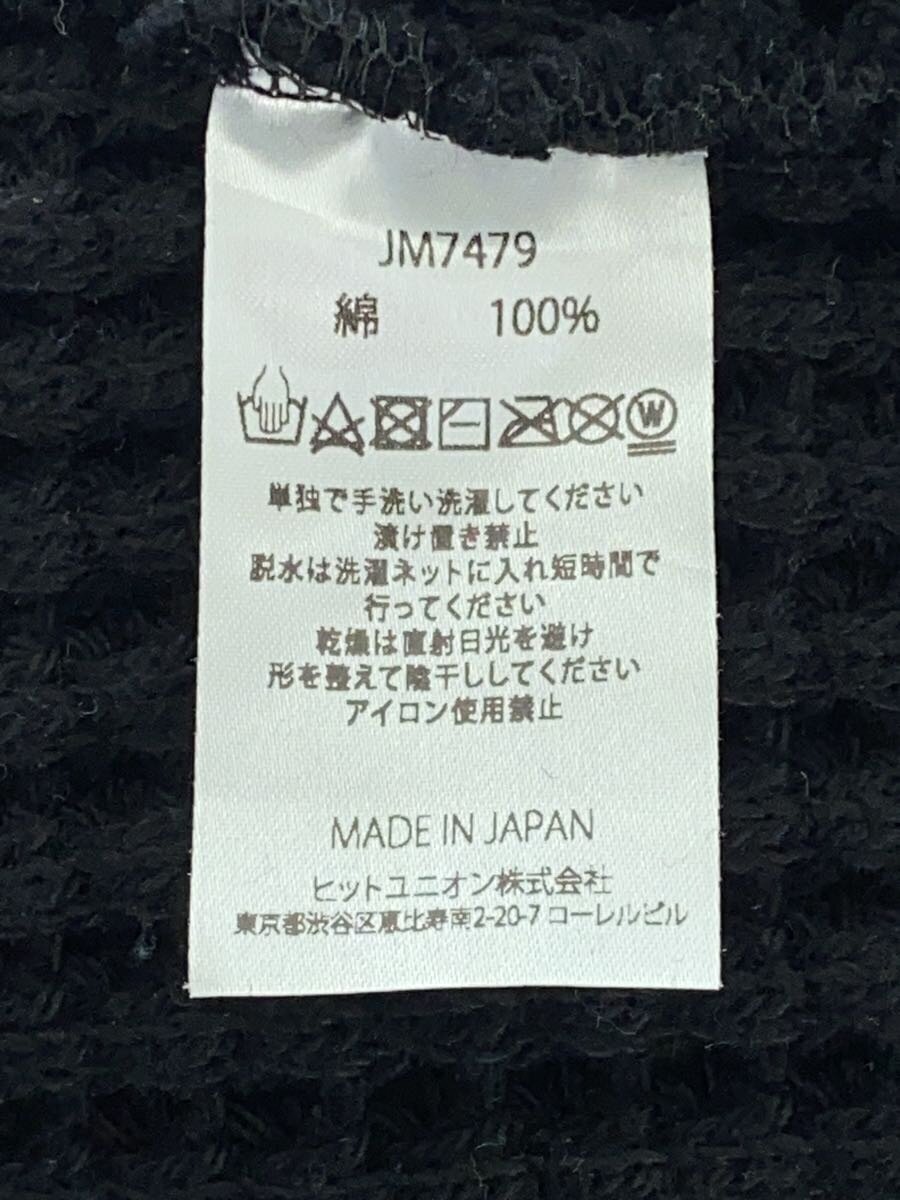 JM7479
綿 100%
W
単独で手洗い洗濯してください
漬け置き禁止
脱水は洗濯ネットに入れ短時間で
行ってください
乾燥は直射日光を避け
形を整えて陰干ししてください
アイロン使用禁止
MADE IN JAPAN
ヒットユニオン株式会社
東京都渋谷区恵比寿南2-20-7 コーレルビル